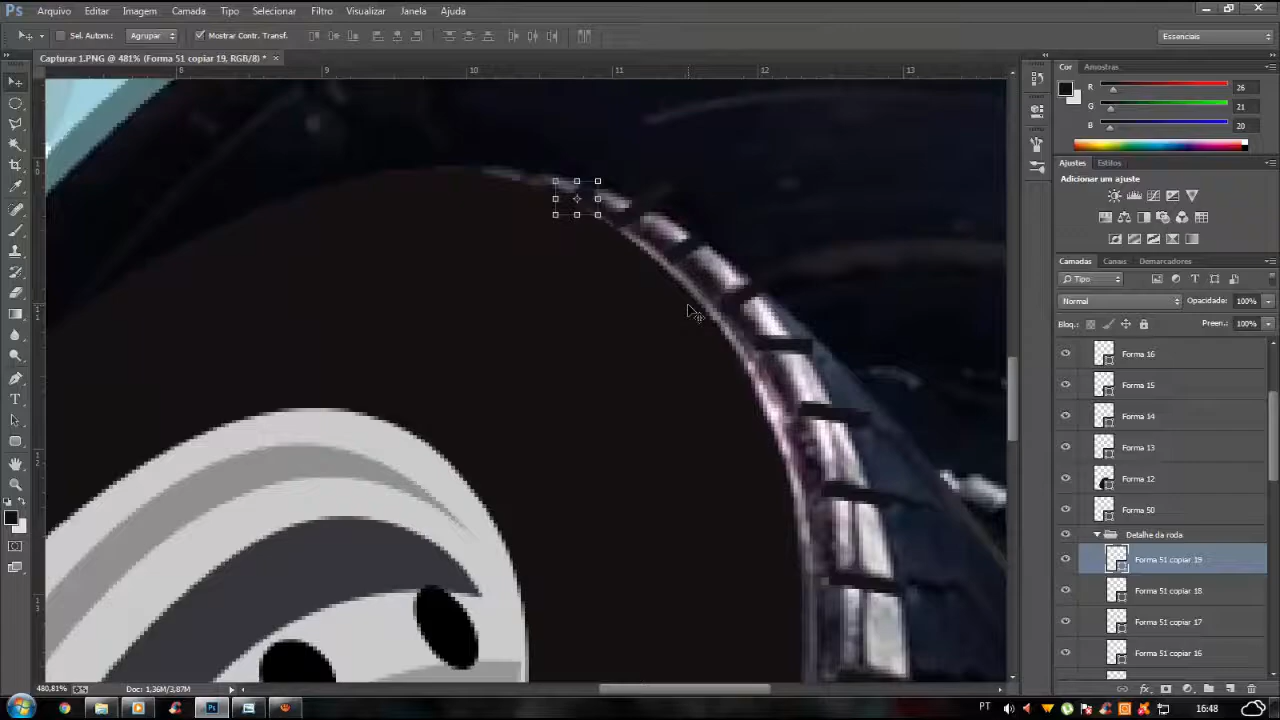 Ps Arquivo Editar Imagem Camada Tipo Selecionar Filtro Visualizar Janela Ajuda
Sel. Autom.: Agrupar Mostrar Contr. Transf. Essenciais
Capturar 1.PNG @ 481% (Forma 51 copiar 19, RGB/8) * ×
8 9 10 11 12 13
Cor Amostras
R 26
G 21
B 20
Ajustes Estilos
Adicionar um ajuste
Camadas Canais Demarcadores
Tipo
Normal Opacidade: 100%
Bloq.: Preen.: 100%
Forma 16
Forma 15
Forma 14
Forma 13
Forma 12
Forma 50
Detalhe da roda
Forma 51 copiar 19
Forma 51 copiar 18
Forma 51 copiar 17
Forma 51 copiar 16
480,81% Doc: 1,36M/3,87M
PT 16:48